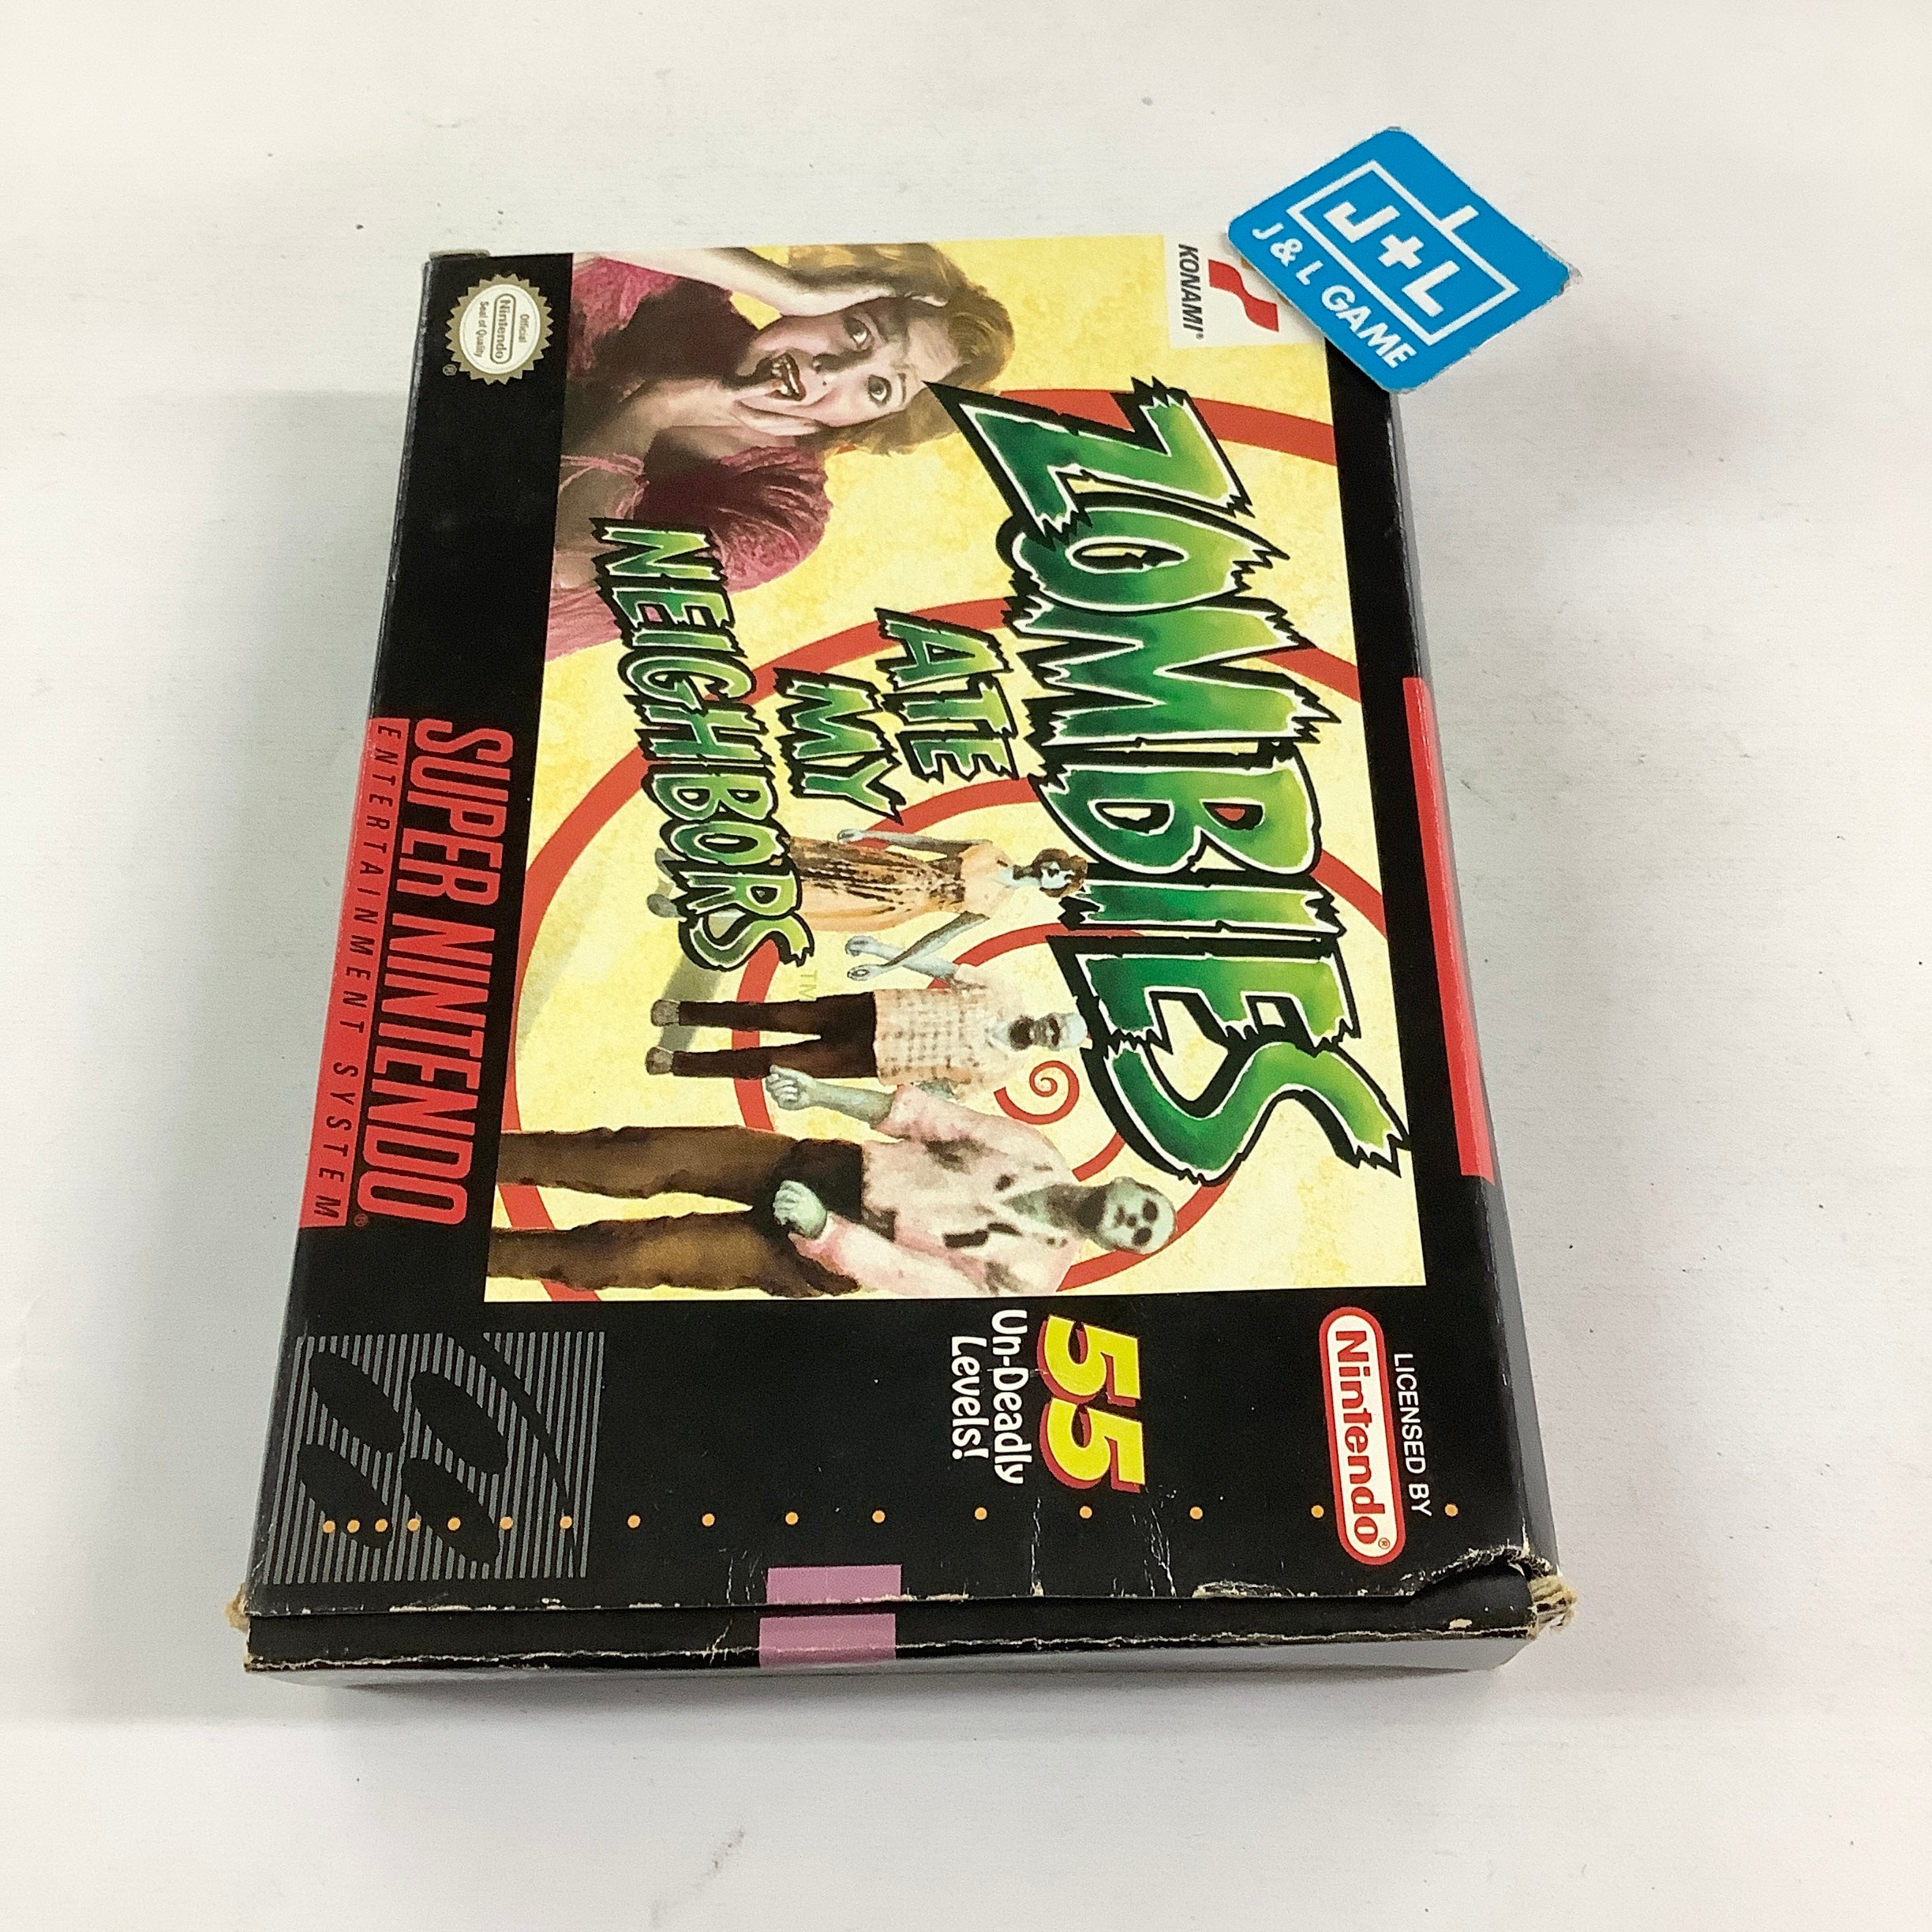 KONAMI®
ZOMBIES
ATE
MY
NEIGHBORS
TM
Official
Nintendo
Seal of Quality
®
SUPER NINTENDO®
ENTERTAINMENT SYSTEM
LICENSED BY
Nintendo®
55
Un-Deadly
Levels!
J+L
J & L GAME